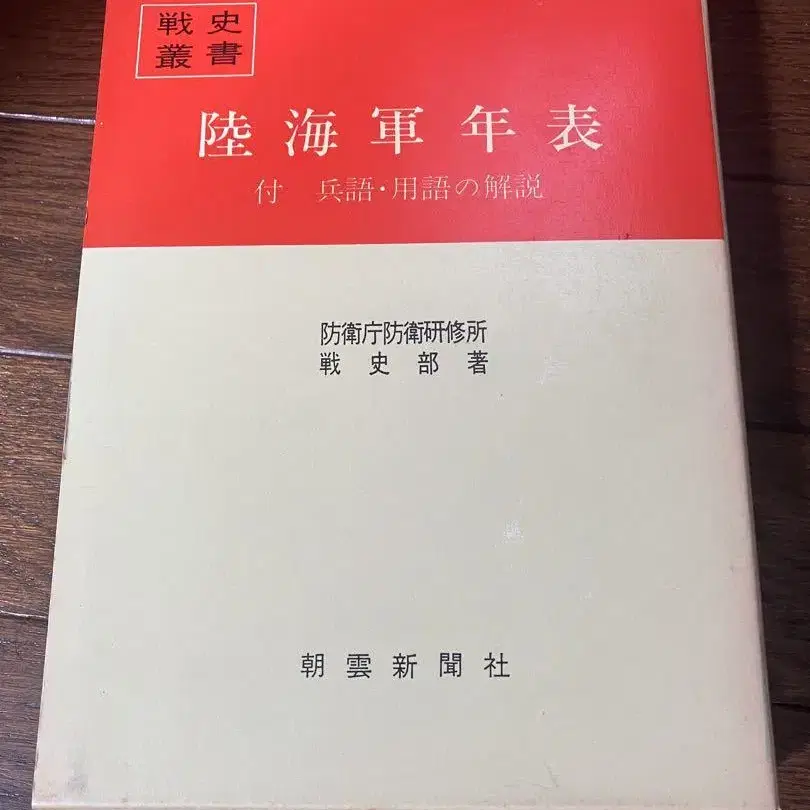 戦史
叢書
陸海軍年表
付 兵語・用語の解説
防衛庁防衛研修所
戦史部著
朝雲新聞社